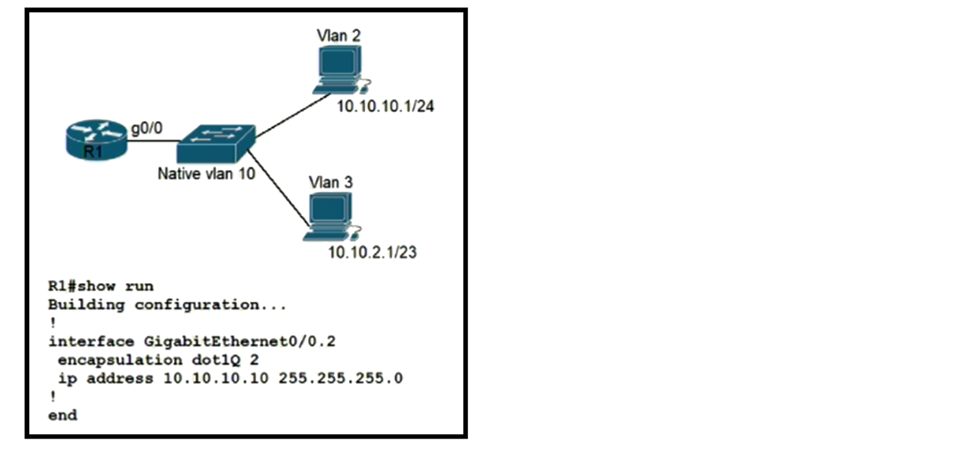 Vlan 2
10.10.10.1/24
g0/0
R1
Native vlan 10
Vlan 3
10.10.2.1/23
R1#show run
Building configuration...
!
interface GigabitEthernet0/0.2
encapsulation dot1Q 2
ip address 10.10.10.10 255.255.255.0
!
end